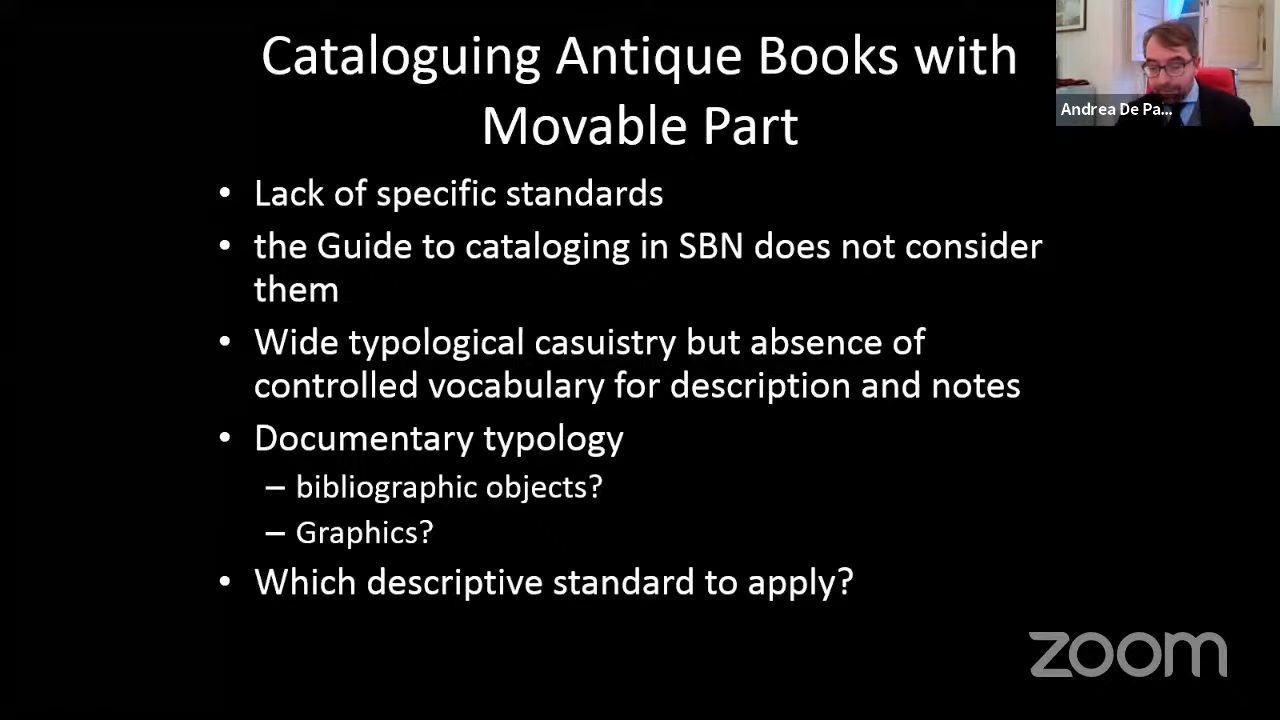 Cataloguing Antique Books with
Movable Part
Andrea De Pa...
• Lack of specific standards
• the Guide to cataloging in SBN does not consider
them
• Wide typological casuistry but absence of
controlled vocabulary for description and notes
• Documentary typology
– bibliographic objects?
– Graphics?
• Which descriptive standard to apply?
zoom